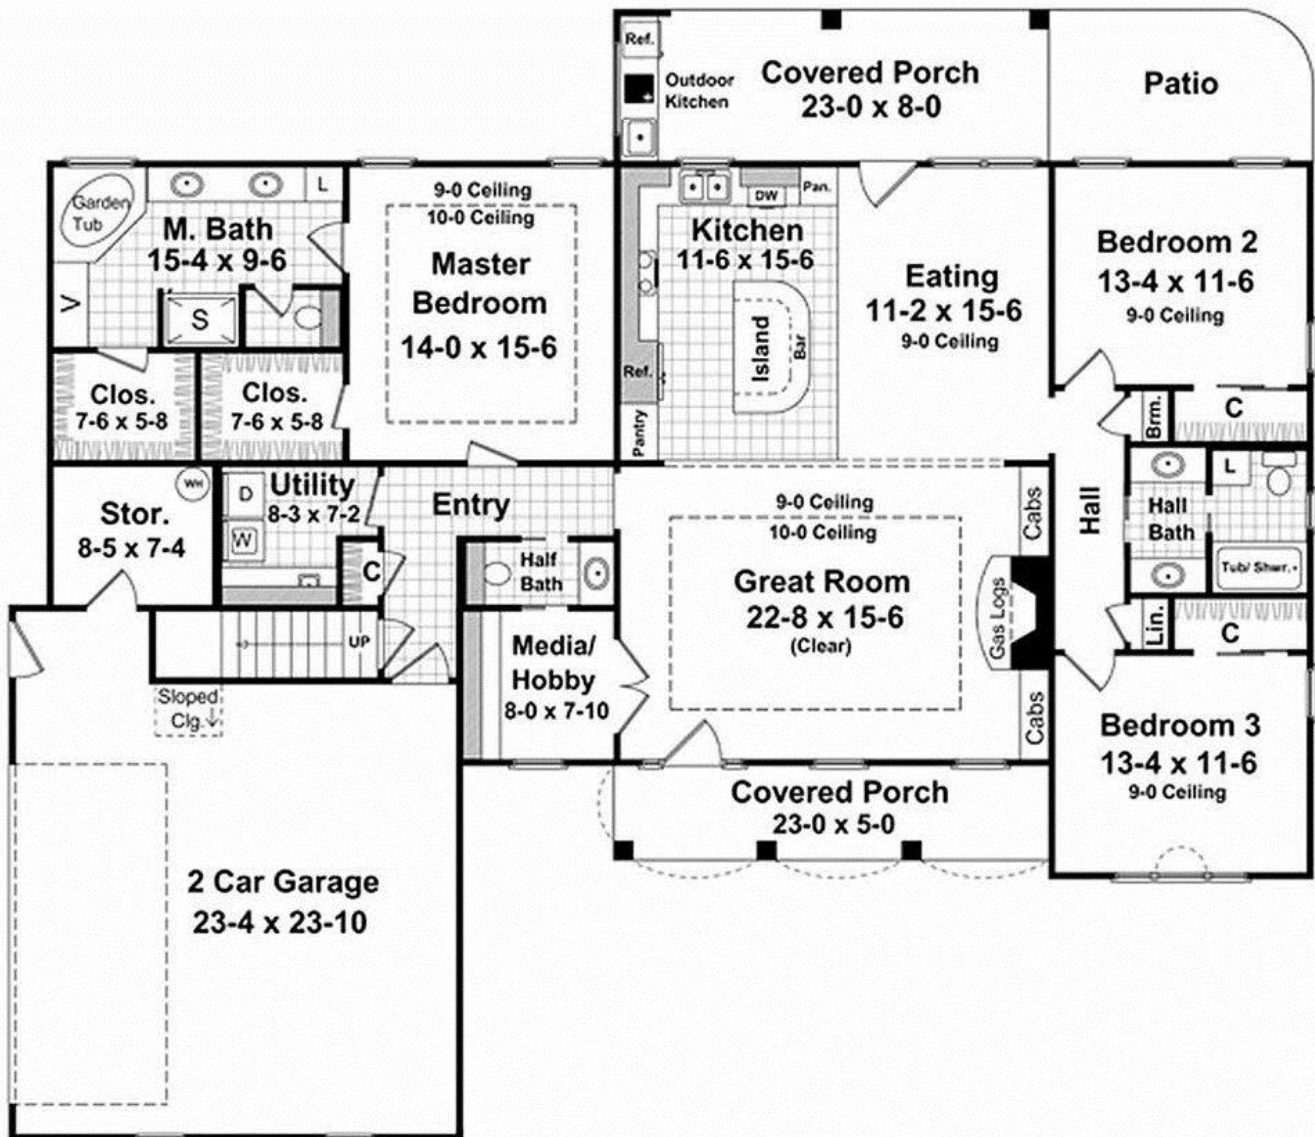 Ref.
Outdoor
Kitchen
Covered Porch
23-0 x 8-0
Patio
Garden
Tub
L
M. Bath
15-4 x 9-6
V
S
9-0 Ceiling
10-0 Ceiling
Master
Bedroom
14-0 x 15-6
DW
Pan.
Kitchen
11-6 x 15-6
Island
Bar
Ref.
Pantry
Eating
11-2 x 15-6
9-0 Ceiling
Bedroom 2
13-4 x 11-6
9-0 Ceiling
Clos.
7-6 x 5-8
Clos.
7-6 x 5-8
Brm.
C
WH
Stor.
8-5 x 7-4
D
W
Utility
8-3 x 7-2
C
Entry
Half
Bath
9-0 Ceiling
10-0 Ceiling
Great Room
22-8 x 15-6
(Clear)
Cabs
Gas Logs
Cabs
Hall
Hall
Bath
L
Tub/ Shwr.
Lin.
C
UP
Sloped
Clg.
Media/
Hobby
8-0 x 7-10
Bedroom 3
13-4 x 11-6
9-0 Ceiling
Covered Porch
23-0 x 5-0
2 Car Garage
23-4 x 23-10